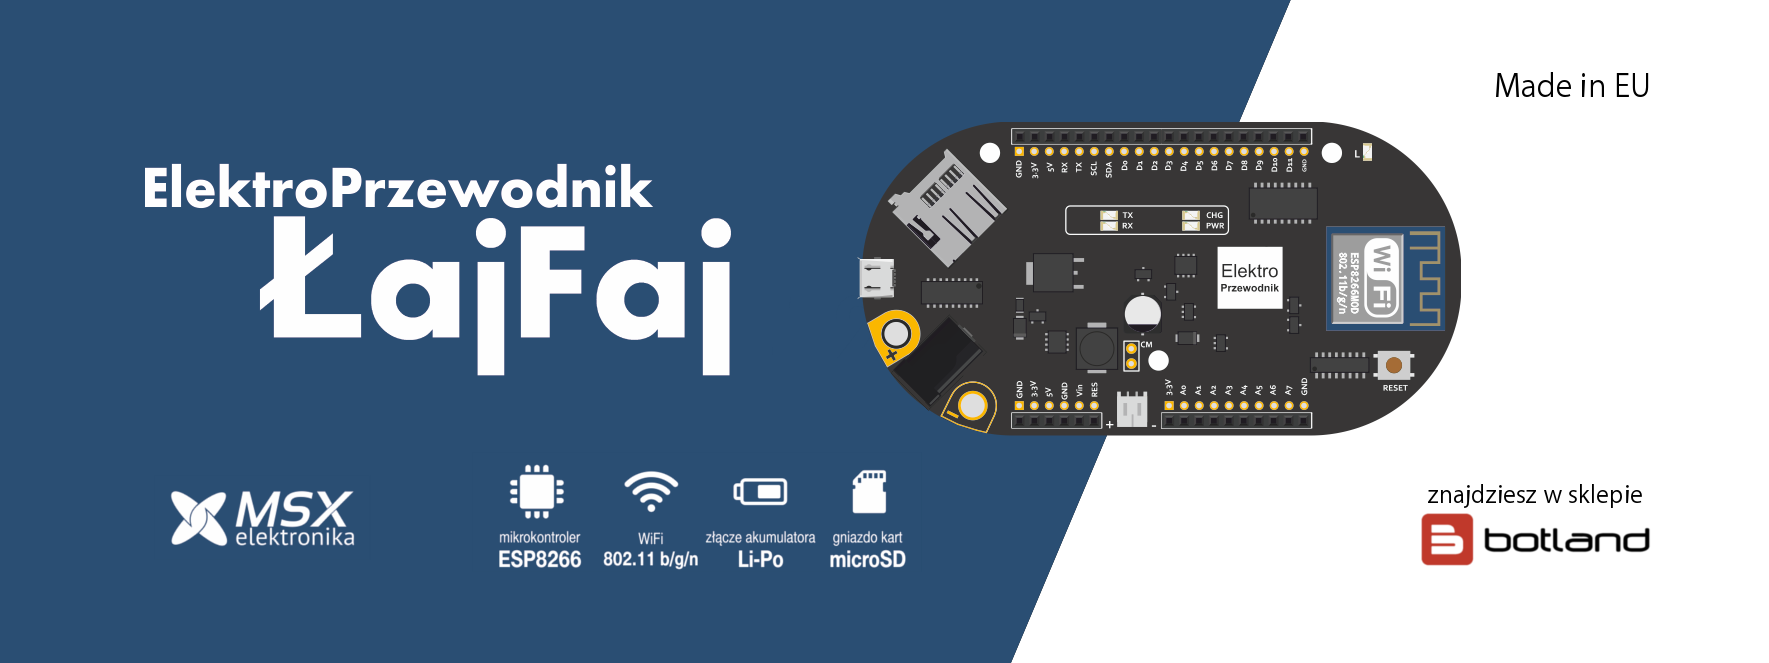 Made in EU
ElektroPrzewodnik
ŁajFaj
GND 3.3V 5V RX TX SCL SDA D0 D1 D2 D3 D4 D5 D6 D7 D8 D9 D10 D11 GND
L
TX CHG
RX PWR
Elektro
Przewodnik
WiFi
ESP8266MOD
802.11b/g/n
+
CM
RESET
-
GND 3.3V 5V GND Vin RES
3.3V A0 A1 A2 A3 A4 A5 A6 A7 GND
+ -
MSX
elektronika
mikrokontroler
ESP8266
WiFi
802.11 b/g/n
złącze akumulatora
Li-Po
gniazdo kart
microSD
znajdziesz w sklepie
botland